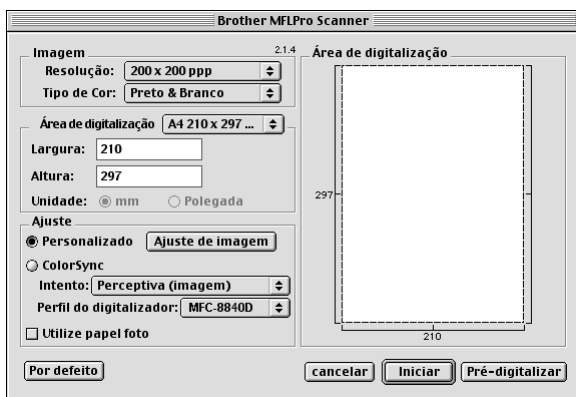 Brother MFLPro Scanner
Imagem 2.1.4
Resolução: 200 x 200 ppp
Tipo de Cor: Preto & Branco
Área de digitalização A4 210 x 297 ...
Largura: 210
Altura: 297
Unidade: mm Polegada
Ajuste
Personalizado Ajuste de imagem
ColorSync
Intento: Perceptiva (imagem)
Perfil do digitalizador: MFC-8840D
Utilize papel foto
Área de digitalização
297
210
Por defeito cancelar Iniciar Pré-digitalizar